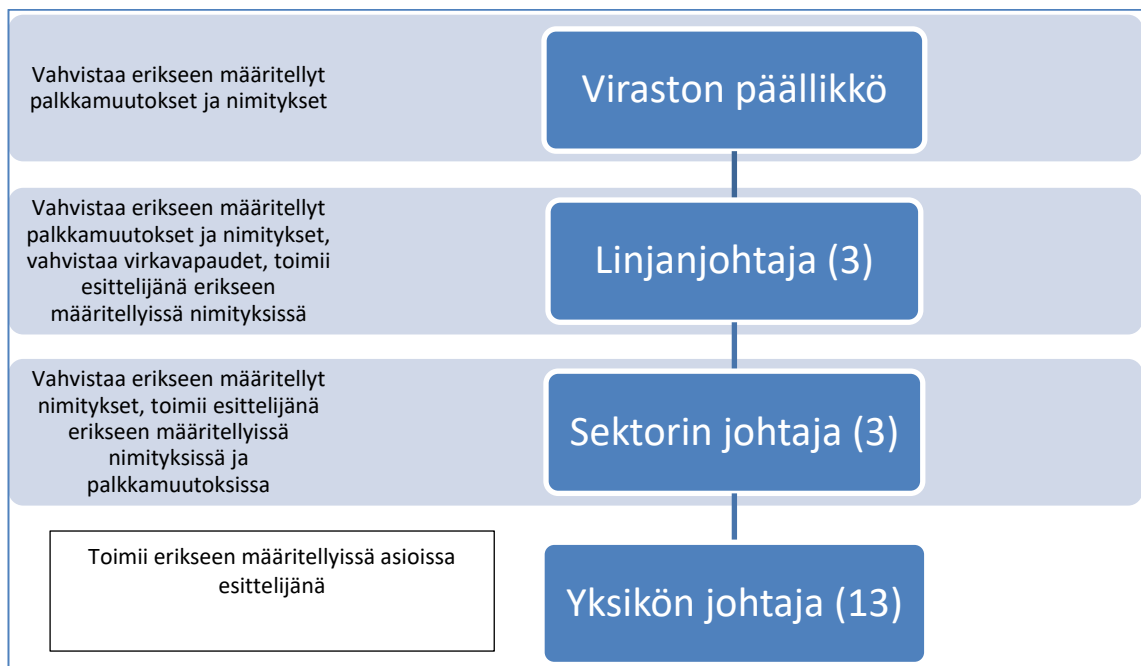 Vahvistaa erikseen määritellyt
palkkamuutokset ja nimitykset
Viraston päällikkö
Vahvistaa erikseen määritellyt
palkkamuutokset ja nimitykset,
vahvistaa virkavapaudet, toimii
esittelijänä erikseen
määritellyissä nimityksissä
Linjanjohtaja (3)
Vahvistaa erikseen määritellyt
nimitykset, toimii esittelijänä
erikseen määritellyissä
nimityksissä ja
palkkamuutoksissa
Sektorin johtaja (3)
Toimii erikseen määritellyissä asioissa
esittelijänä
Yksikön johtaja (13)